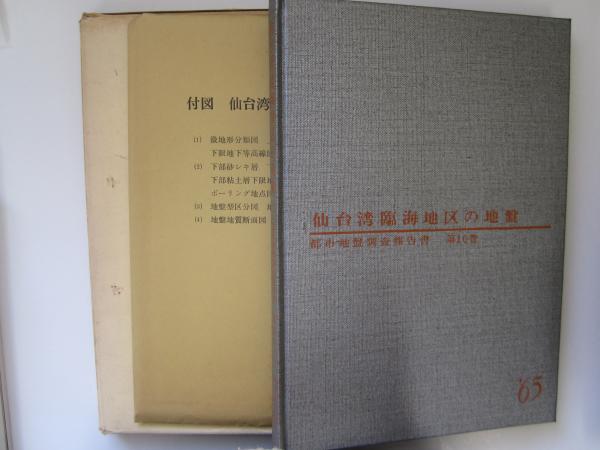 付図 仙台湾
(1) 微地形分類図
下限地下等高線
(2) 下部砂レキ層
下部粘土層下限
ボーリング地点
(3) 地盤型区分図
(4) 地盤地質断面図
仙台湾臨海地区の地盤
都市地盤調査報告書 第10巻
'65